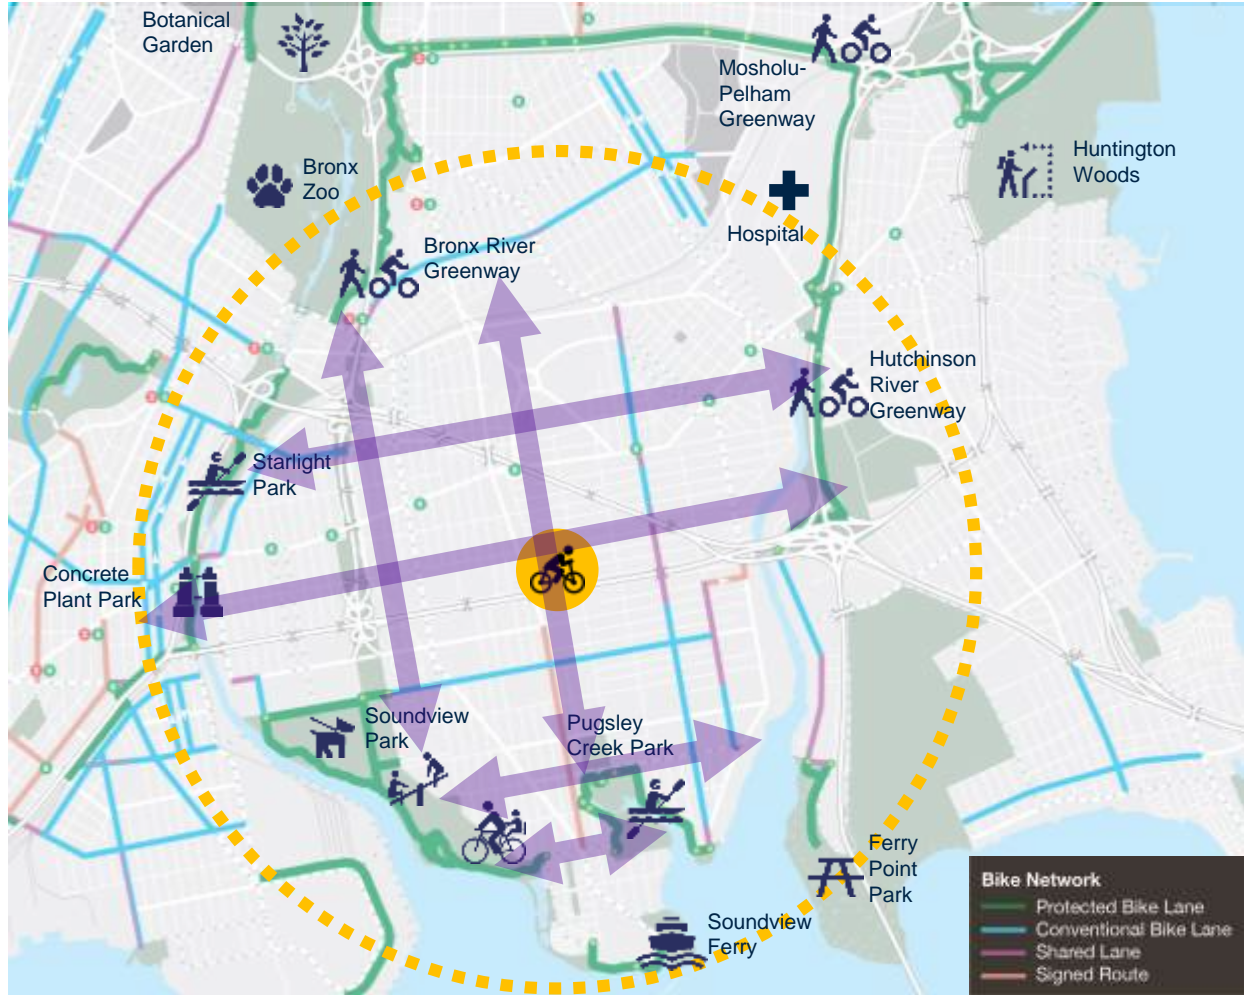 Botanical
Garden
Mosholu-
Pelham
Greenway
Huntington
Woods
Bronx
Zoo
Hospital
Bronx River
Greenway
Hutchinson
River
Greenway
Starlight
Park
Concrete
Plant Park
Soundview
Park
Pugsley
Creek Park
Ferry
Point
Park
Soundview
Ferry
Bike Network
Protected Bike Lane
Conventional Bike Lane
Shared Lane
Signed Route